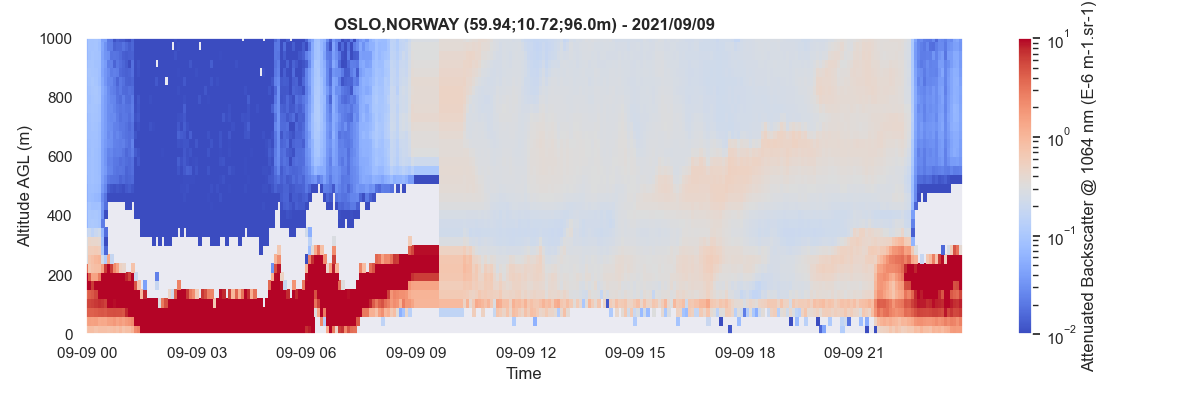 OSLO,NORWAY (59.94;10.72;96.0m) - 2021/09/09
Altitude AGL (m)
1000
800
600
400
200
0
09-09 00 09-09 03 09-09 06 09-09 09 09-09 12 09-09 15 09-09 18 09-09 21
Time
10¹
10⁰
10⁻¹
10⁻²
Attenuated Backscatter @ 1064 nm (E-6 m-1.sr-1)